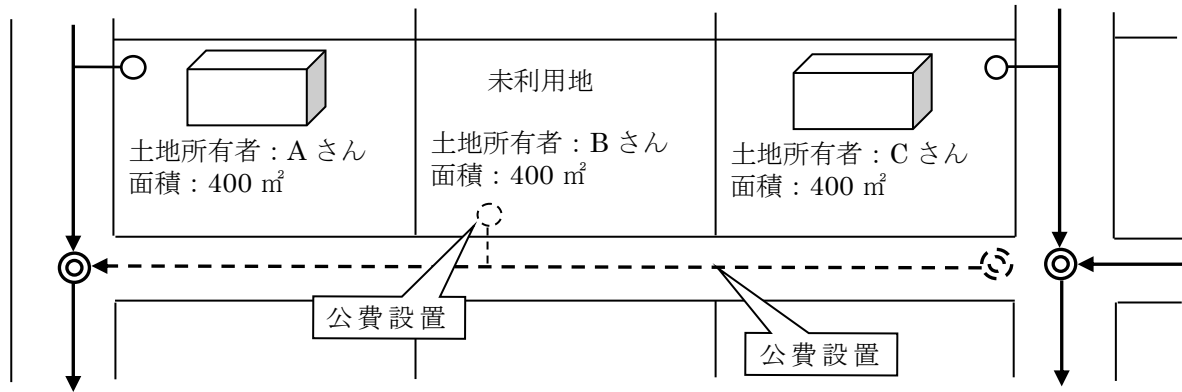 未利用地
土地所有者：A さん
面積：400 ㎡
土地所有者：B さん
面積：400 ㎡
土地所有者：C さん
面積：400 ㎡
公費設置
公費設置